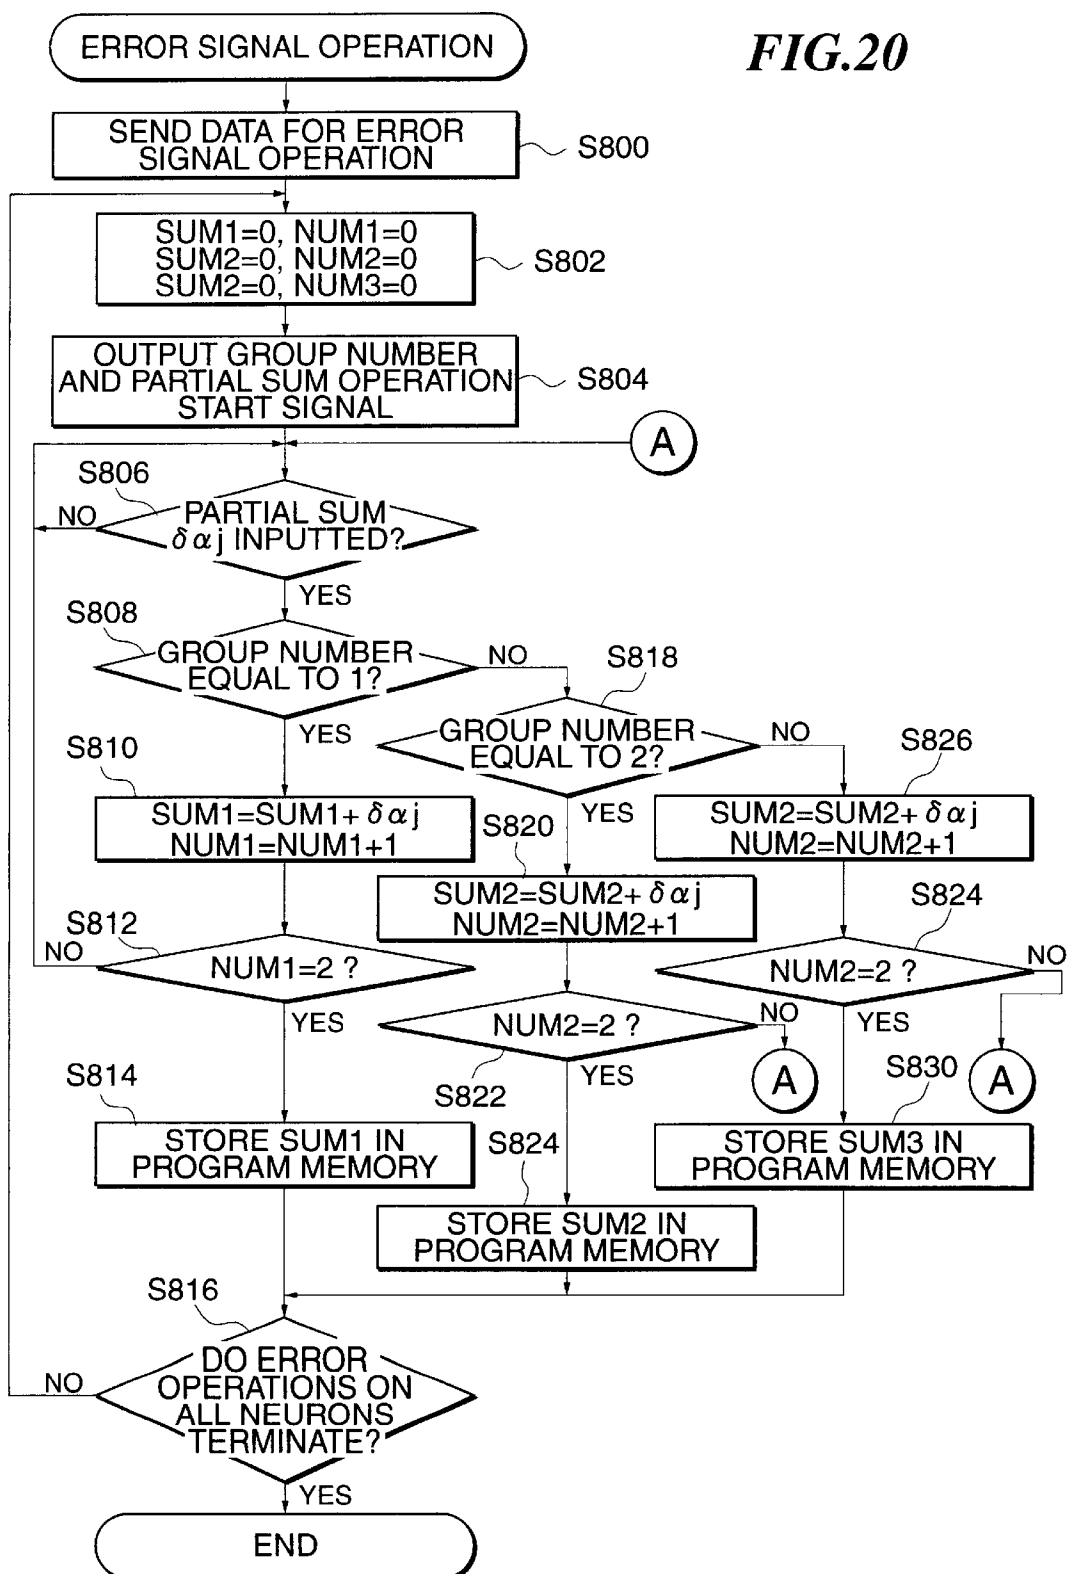 FIG.20
ERROR SIGNAL OPERATION
SEND DATA FOR ERROR
SIGNAL OPERATION
S800
SUM1=0, NUM1=0
SUM2=0, NUM2=0
SUM2=0, NUM3=0
S802
OUTPUT GROUP NUMBER
AND PARTIAL SUM OPERATION
START SIGNAL
S804
A
S806
NO
PARTIAL SUM
δαj INPUTTED?
YES
S808
GROUP NUMBER
EQUAL TO 1?
NO
YES
S818
GROUP NUMBER
EQUAL TO 2?
NO
YES
S810
SUM1=SUM1+ δαj
NUM1=NUM1+1
S820
SUM2=SUM2+ δαj
NUM2=NUM2+1
S826
SUM2=SUM2+ δαj
NUM2=NUM2+1
S812
NO
NUM1=2 ?
YES
S822
NUM2=2 ?
NO
YES
A
S824
NUM2=2 ?
NO
YES
A
S814
STORE SUM1 IN
PROGRAM MEMORY
S824
STORE SUM2 IN
PROGRAM MEMORY
S830
STORE SUM3 IN
PROGRAM MEMORY
S816
NO
DO ERROR
OPERATIONS ON
ALL NEURONS
TERMINATE?
YES
END